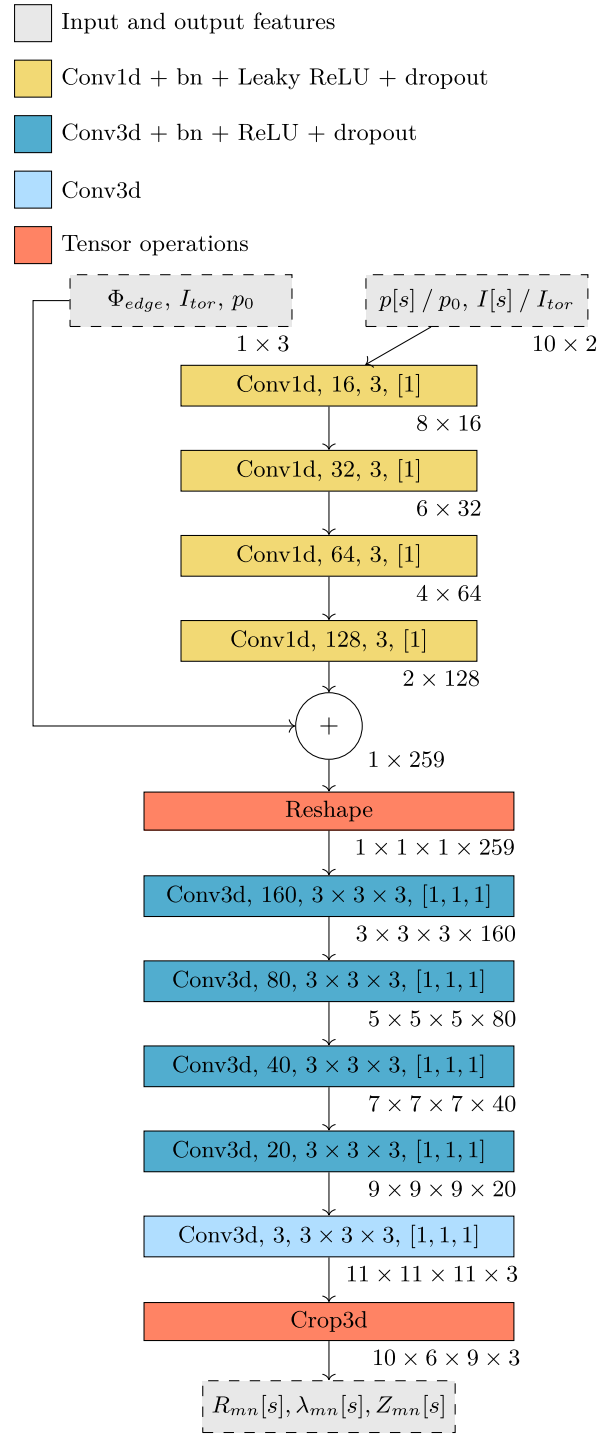 Input and output features
Conv1d + bn + Leaky ReLU + dropout
Conv3d + bn + ReLU + dropout
Conv3d
Tensor operations
Φ_edge, I_tor, p_0
1 × 3
p[s] / p_0, I[s] / I_tor
10 × 2
Conv1d, 16, 3, [1]
8 × 16
Conv1d, 32, 3, [1]
6 × 32
Conv1d, 64, 3, [1]
4 × 64
Conv1d, 128, 3, [1]
2 × 128
+
1 × 259
Reshape
1 × 1 × 1 × 259
Conv3d, 160, 3 × 3 × 3, [1, 1, 1]
3 × 3 × 3 × 160
Conv3d, 80, 3 × 3 × 3, [1, 1, 1]
5 × 5 × 5 × 80
Conv3d, 40, 3 × 3 × 3, [1, 1, 1]
7 × 7 × 7 × 40
Conv3d, 20, 3 × 3 × 3, [1, 1, 1]
9 × 9 × 9 × 20
Conv3d, 3, 3 × 3 × 3, [1, 1, 1]
11 × 11 × 11 × 3
Crop3d
10 × 6 × 9 × 3
R_mn[s], λ_mn[s], Z_mn[s]